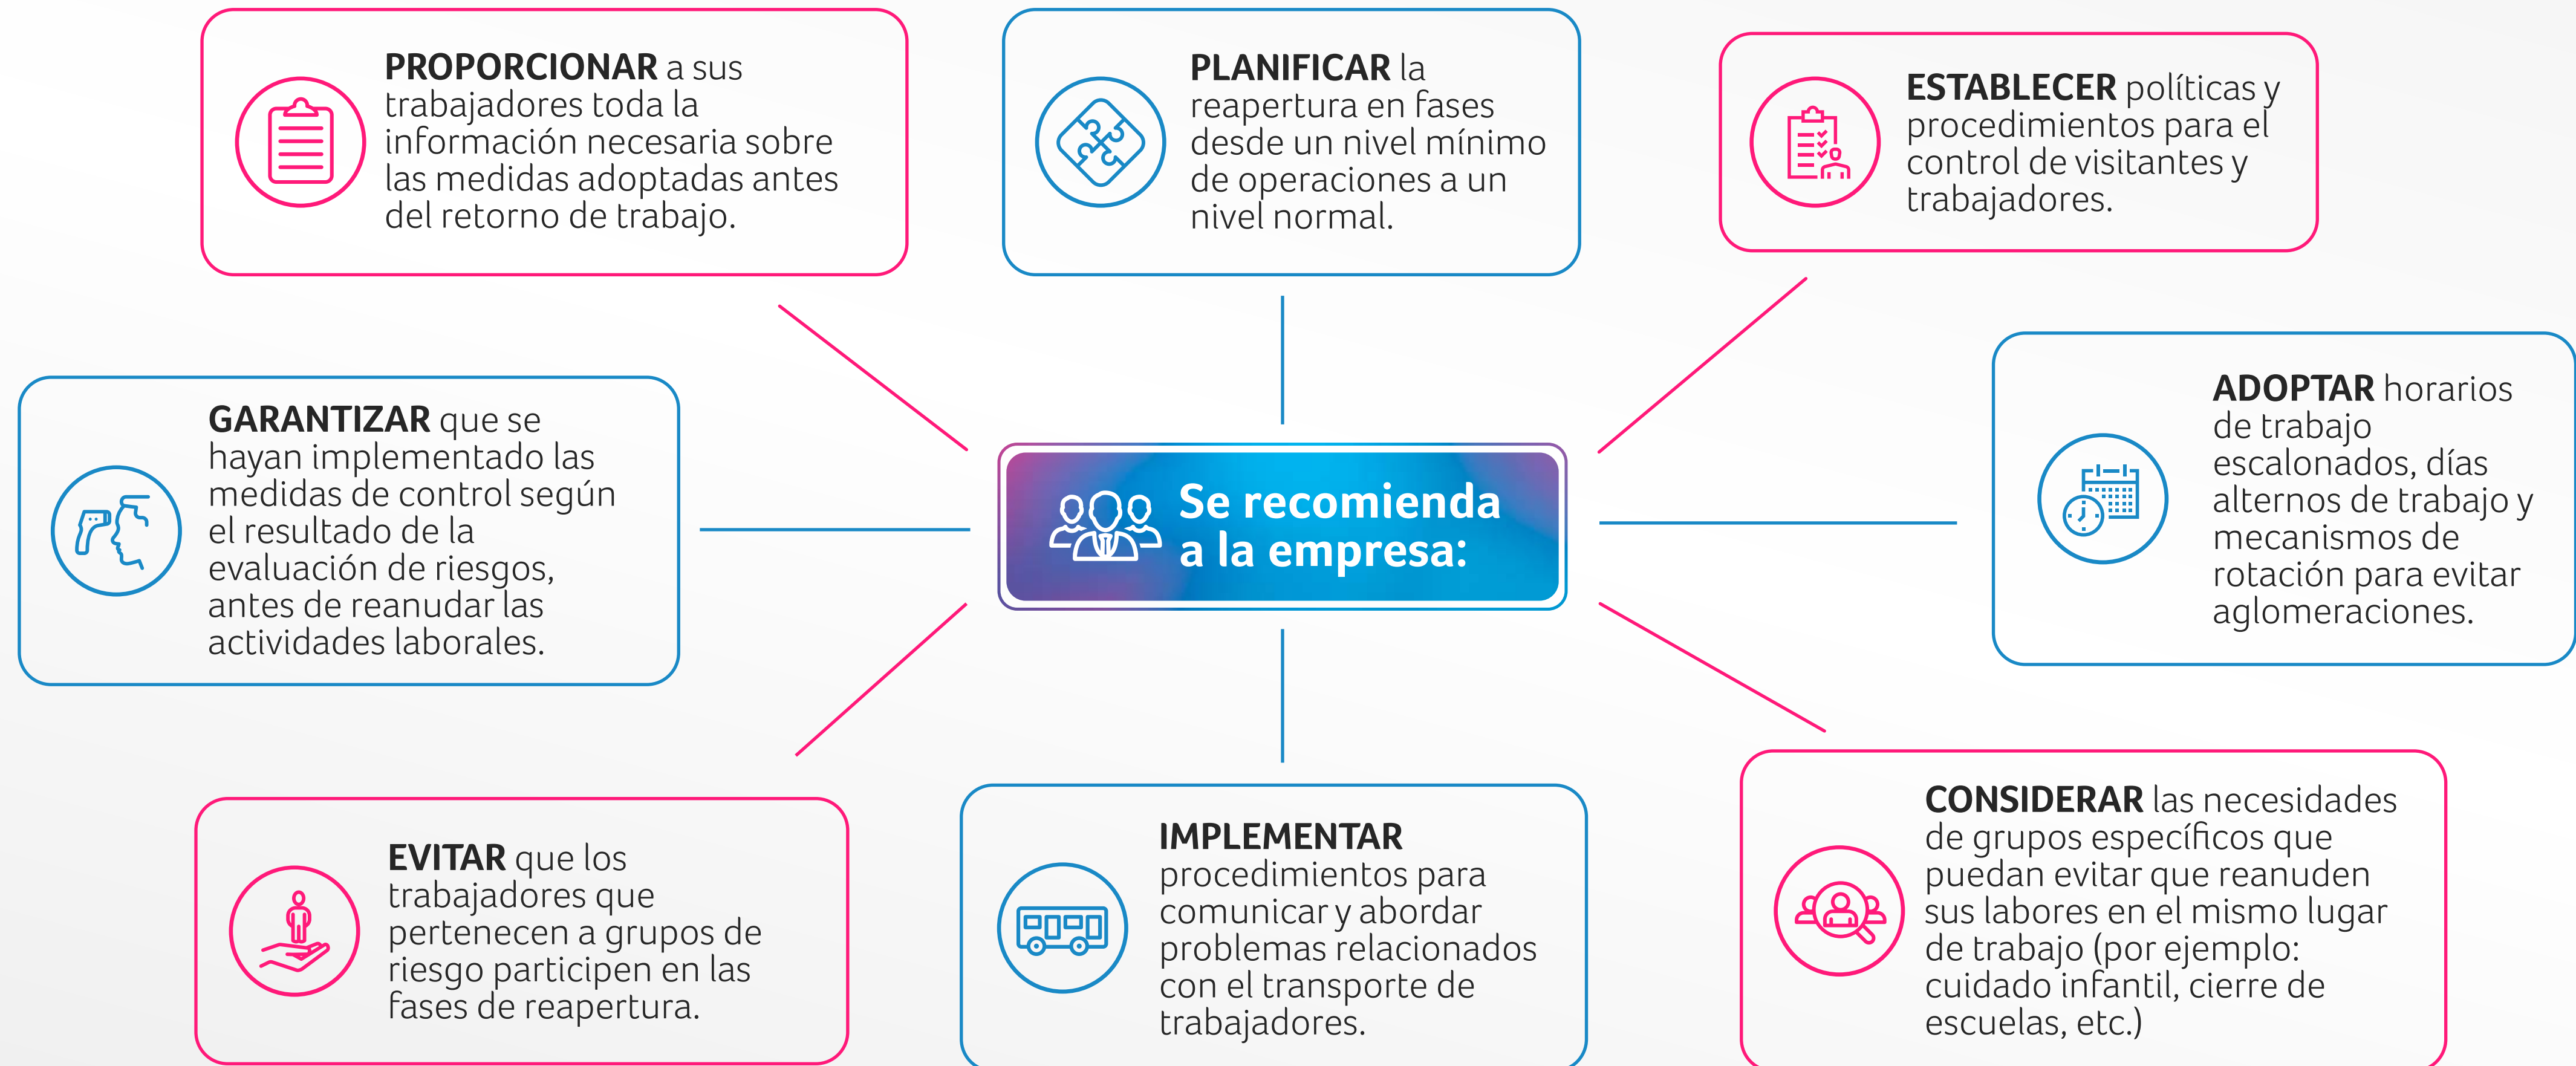 PROPORCIONAR a sus
trabajadores toda la
información necesaria sobre
las medidas adoptadas antes
del retorno de trabajo.
PLANIFICAR la
reapertura en fases
desde un nivel mínimo
de operaciones a un
nivel normal.
ESTABLECER políticas y
procedimientos para el
control de visitantes y
trabajadores.
GARANTIZAR que se
hayan implementado las
medidas de control según
el resultado de la
evaluación de riesgos,
antes de reanudar las
actividades laborales.
Se recomienda
a la empresa:
ADOPTAR horarios
de trabajo
escalonados, días
alternos de trabajo y
mecanismos de
rotación para evitar
aglomeraciones.
EVITAR que los
trabajadores que
pertenecen a grupos de
riesgo participen en las
fases de reapertura.
IMPLEMENTAR
procedimientos para
comunicar y abordar
problemas relacionados
con el transporte de
trabajadores.
CONSIDERAR las necesidades
de grupos específicos que
puedan evitar que reanuden
sus labores en el mismo lugar
de trabajo (por ejemplo:
cuidado infantil, cierre de
escuelas, etc.)